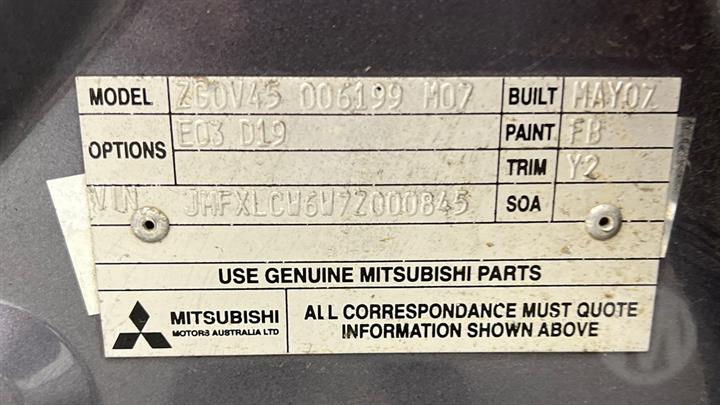 MODEL ZG0V45 006199 M07 BUILT MAY07
OPTIONS E03 D19 PAINT FB
TRIM Y2
VIN JMFXLCW6W7Z000845 SOA
USE GENUINE MITSUBISHI PARTS
MITSUBISHI
MOTORS AUSTRALIA LTD
ALL CORRESPONDANCE MUST QUOTE
INFORMATION SHOWN ABOVE